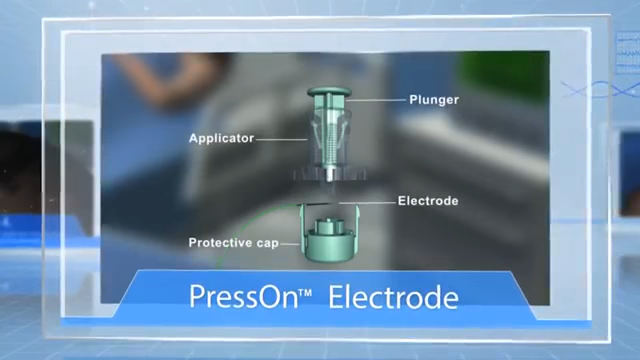 Plunger
Applicator
Electrode
Protective cap
PressOn™ Electrode